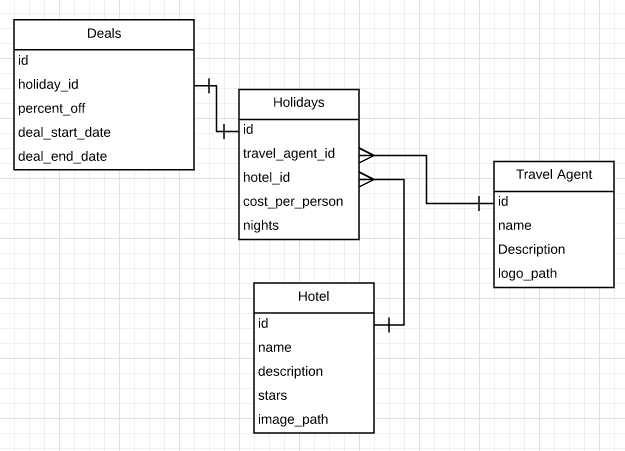 Deals
id
holiday_id
percent_off
deal_start_date
deal_end_date
Holidays
id
travel_agent_id
hotel_id
cost_per_person
nights
Travel Agent
id
name
Description
logo_path
Hotel
id
name
description
stars
image_path